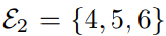 ℰ₂ = {4, 5, 6}